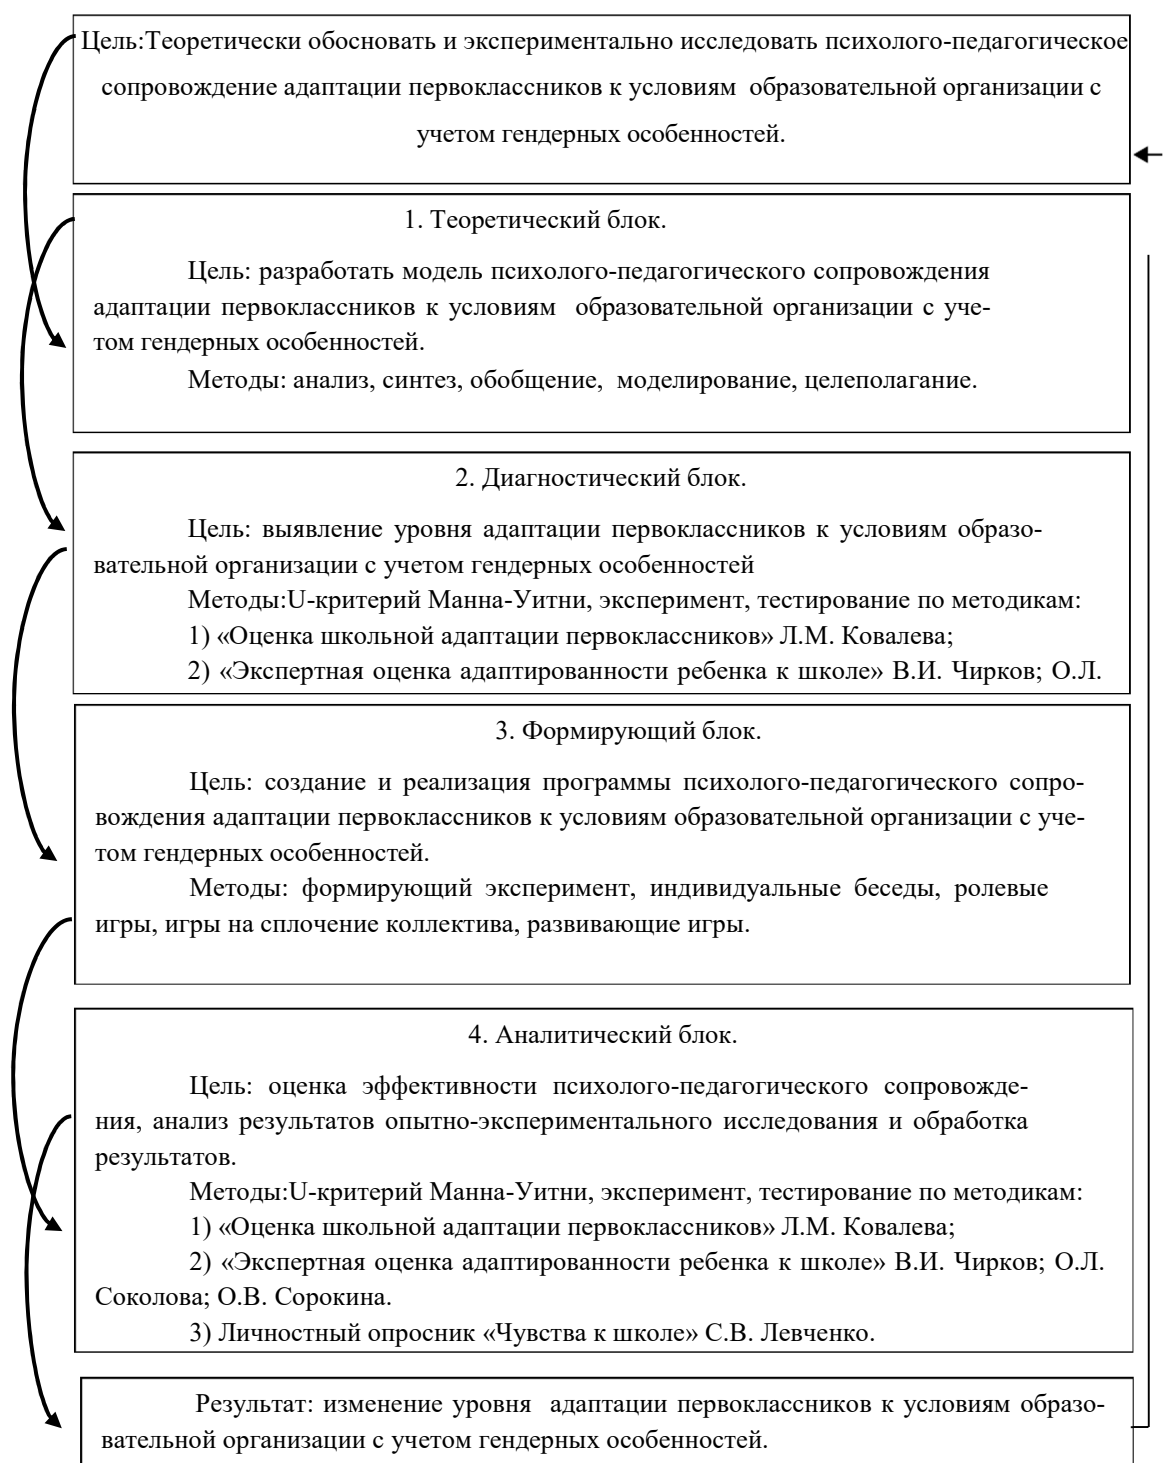 Цель:Теоретически обосновать и экспериментально исследовать психолого-педагогическое
сопровождение адаптации первоклассников к условиям образовательной организации с
учетом гендерных особенностей.
1. Теоретический блок.
Цель: разработать модель психолого-педагогического сопровождения
адаптации первоклассников к условиям образовательной организации с уче-
том гендерных особенностей.
Методы: анализ, синтез, обобщение, моделирование, целеполагание.
2. Диагностический блок.
Цель: выявление уровня адаптации первоклассников к условиям образо-
вательной организации с учетом гендерных особенностей
Методы:U-критерий Манна-Уитни, эксперимент, тестирование по методикам:
1) «Оценка школьной адаптации первоклассников» Л.М. Ковалева;
2) «Экспертная оценка адаптированности ребенка к школе» В.И. Чирков; О.Л.
3. Формирующий блок.
Цель: создание и реализация программы психолого-педагогического сопро-
вождения адаптации первоклассников к условиям образовательной организации с уче-
том гендерных особенностей.
Методы: формирующий эксперимент, индивидуальные беседы, ролевые
игры, игры на сплочение коллектива, развивающие игры.
4. Аналитический блок.
Цель: оценка эффективности психолого-педагогического сопровожде-
ния, анализ результатов опытно-экспериментального исследования и обработка
результатов.
Методы:U-критерий Манна-Уитни, эксперимент, тестирование по методикам:
1) «Оценка школьной адаптации первоклассников» Л.М. Ковалева;
2) «Экспертная оценка адаптированности ребенка к школе» В.И. Чирков; О.Л.
Соколова; О.В. Сорокина.
3) Личностный опросник «Чувства к школе» С.В. Левченко.
Результат: изменение уровня адаптации первоклассников к условиям образо-
вательной организации с учетом гендерных особенностей.